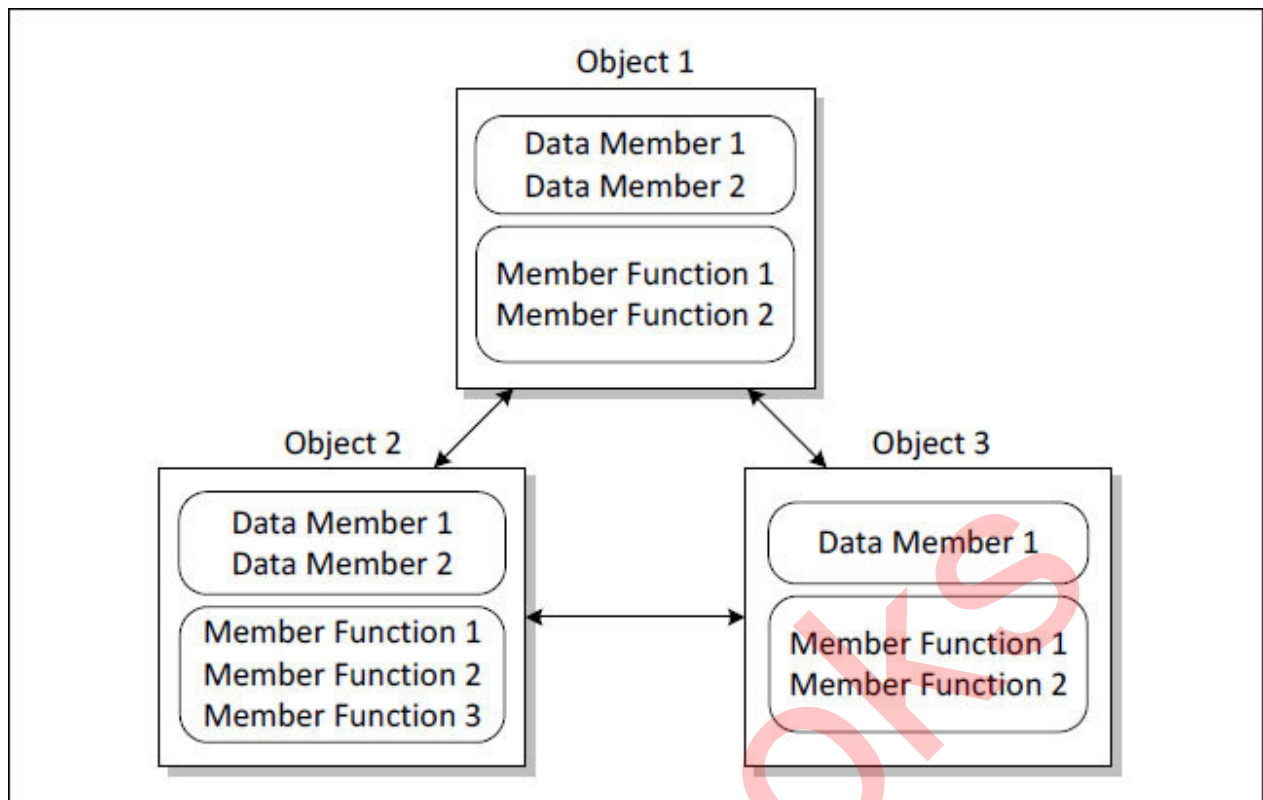 Object 1
Data Member 1
Data Member 2
Member Function 1
Member Function 2
Object 2
Data Member 1
Data Member 2
Member Function 1
Member Function 2
Member Function 3
Object 3
Data Member 1
Member Function 1
Member Function 2